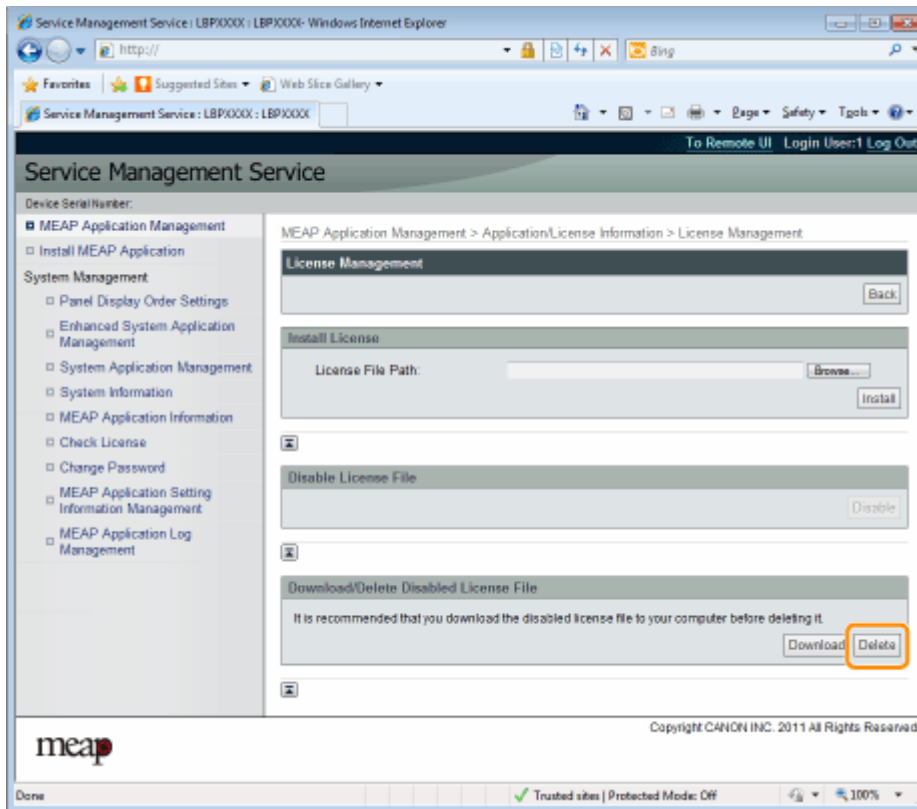 Service Management Service : LBPXXXX : LBPXXXX- Windows Internet Explorer
http://
Bing
Favorites Suggested Sites Web Slice Gallery
Service Management Service : LBPXXXX : LBPXXXX
Page Safety Tools
To Remote UI Login User:1 Log Out
Service Management Service
Device Serial Number:
MEAP Application Management
Install MEAP Application
System Management
Panel Display Order Settings
Enhanced System Application
Management
System Application Management
System Information
MEAP Application Information
Check License
Change Password
MEAP Application Setting
Information Management
MEAP Application Log
Management
MEAP Application Management > Application/License Information > License Management
License Management
Back
Install License
License File Path:
Browse...
Install
Disable License File
Disable
Download/Delete Disabled License File
It is recommended that you download the disabled license file to your computer before deleting it.
Download Delete
meap
Copyright CANON INC. 2011 All Rights Reserved
Done
Trusted sites | Protected Mode: Off
100%